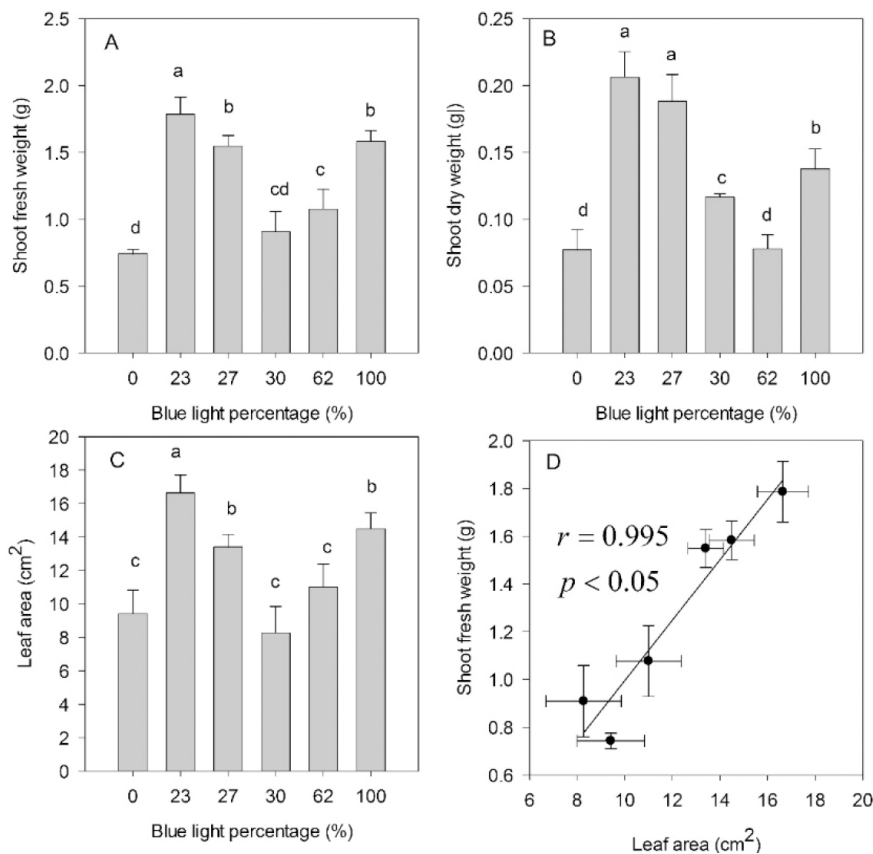 A
Shoot fresh weight (g)
2.5
2.0
1.5
1.0
0.5
0.0
d
a
b
cd
c
b
0 23 27 30 62 100
Blue light percentage (%)
B
Shoot dry weight (g|)
0.25
0.20
0.15
0.10
0.05
0.00
d
a
a
c
d
b
0 23 27 30 62 100
Blue light percentage (%)
C
Leaf area (cm²)
20
18
16
14
12
10
8
6
4
2
0
c
a
b
c
c
b
0 23 27 30 62 100
Blue light percentage (%)
D
Shoot fresh weight (g)
2.0
1.8
1.6
1.4
1.2
1.0
0.8
0.6
r = 0.995
p < 0.05
6 8 10 12 14 16 18 20
Leaf area (cm²)